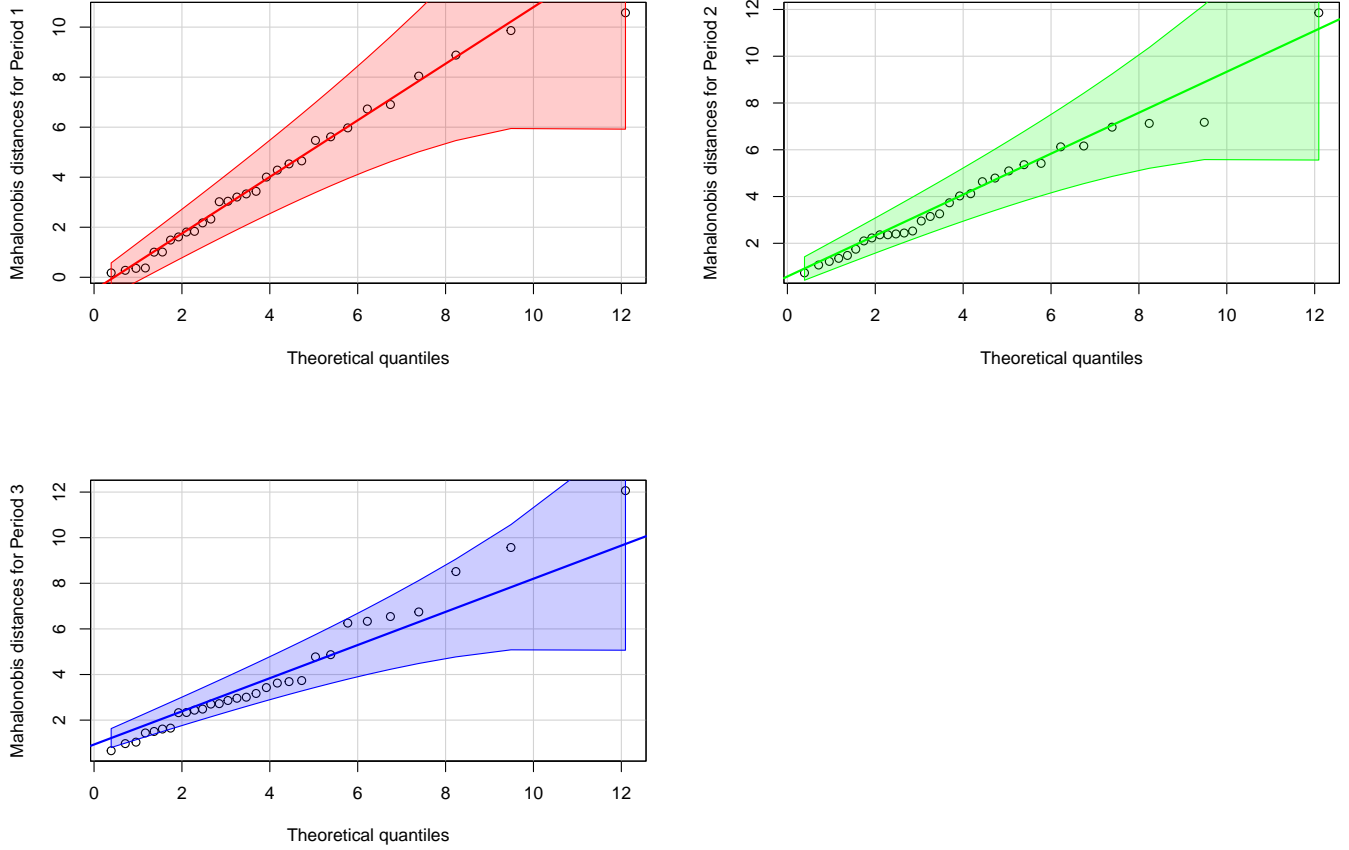 Mahalonobis distances for Period 1
10
8
6
4
2
0
0 2 4 6 8 10 12
Theoretical quantiles
Mahalonobis distances for Period 2
12
10
8
6
4
2
0 2 4 6 8 10 12
Theoretical quantiles
Mahalonobis distances for Period 3
12
10
8
6
4
2
0 2 4 6 8 10 12
Theoretical quantiles